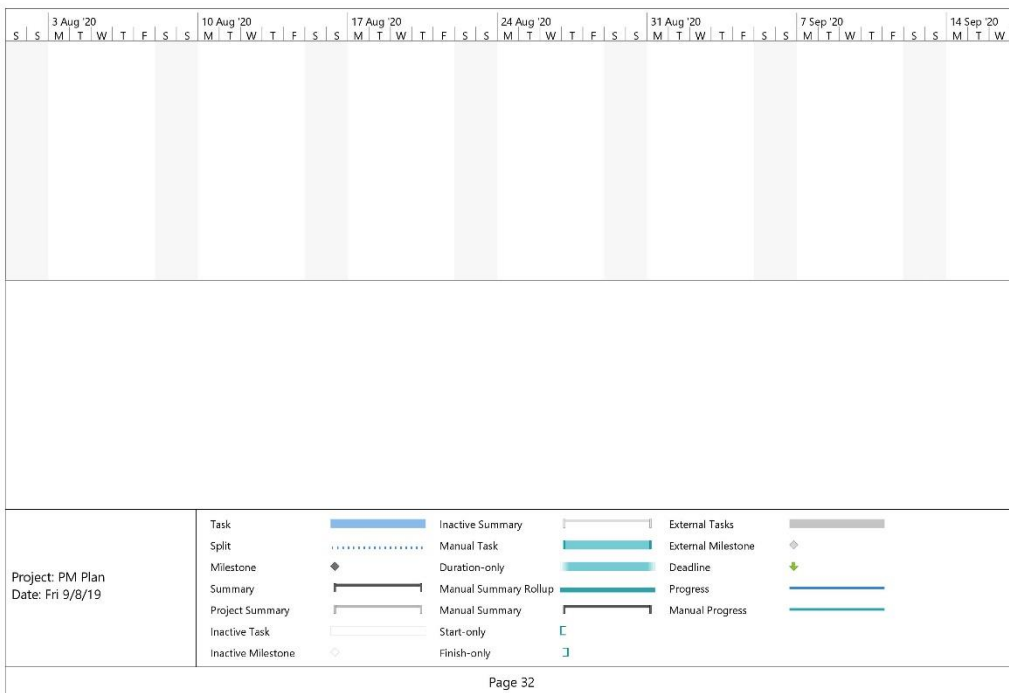 3 Aug '20 10 Aug '20 17 Aug '20 24 Aug '20 31 Aug '20 7 Sep '20 14 Sep '20
S S M T W T F S S M T W T F S S M T W T F S S M T W T F S S M T W T F S S M T W T F S S M T W
Project: PM Plan
Date: Fri 9/8/19
Task
Split
Milestone
Summary
Project Summary
Inactive Task
Inactive Milestone
Inactive Summary
Manual Task
Duration-only
Manual Summary Rollup
Manual Summary
Start-only
Finish-only
External Tasks
External Milestone
Deadline
Progress
Manual Progress
Page 32